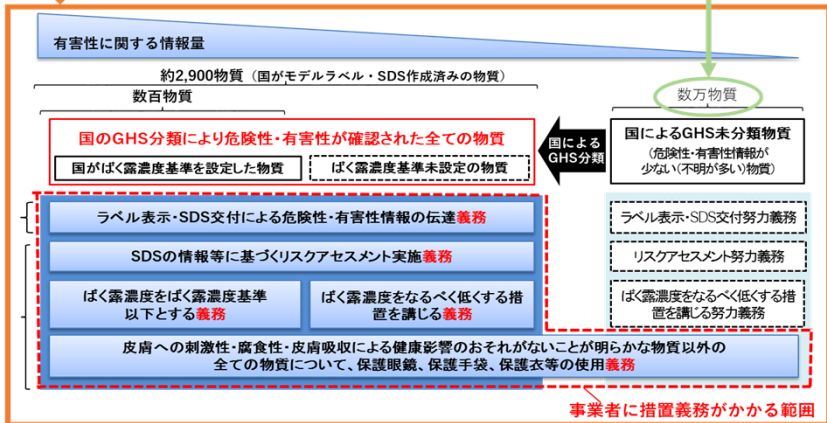 有害性に関する情報量
約2,900物質（国がモデルラベル・SDS作成済みの物質）
数百物質
数万物質
国のGHS分類により危険性・有害性が確認された全ての物質
国がばく露濃度基準を設定した物質
ばく露濃度基準未設定の物質
国による
GHS分類
国によるGHS未分類物質
（危険性・有害性情報が
少ない（不明が多い）物質）
ラベル表示・SDS交付による危険性・有害性情報の伝達義務
ラベル表示・SDS交付努力義務
SDSの情報等に基づくリスクアセスメント実施義務
リスクアセスメント努力義務
ばく露濃度をばく露濃度基準
以下とする義務
ばく露濃度をなるべく低くする措
置を講じる義務
ばく露濃度をなるべく低くする措
置を講じる努力義務
皮膚への刺激性・腐食性・皮膚吸収による健康影響のおそれがないことが明らかな物質以外の
全ての物質について、保護眼鏡、保護手袋、保護衣等の使用義務
事業者に措置義務がかかる範囲